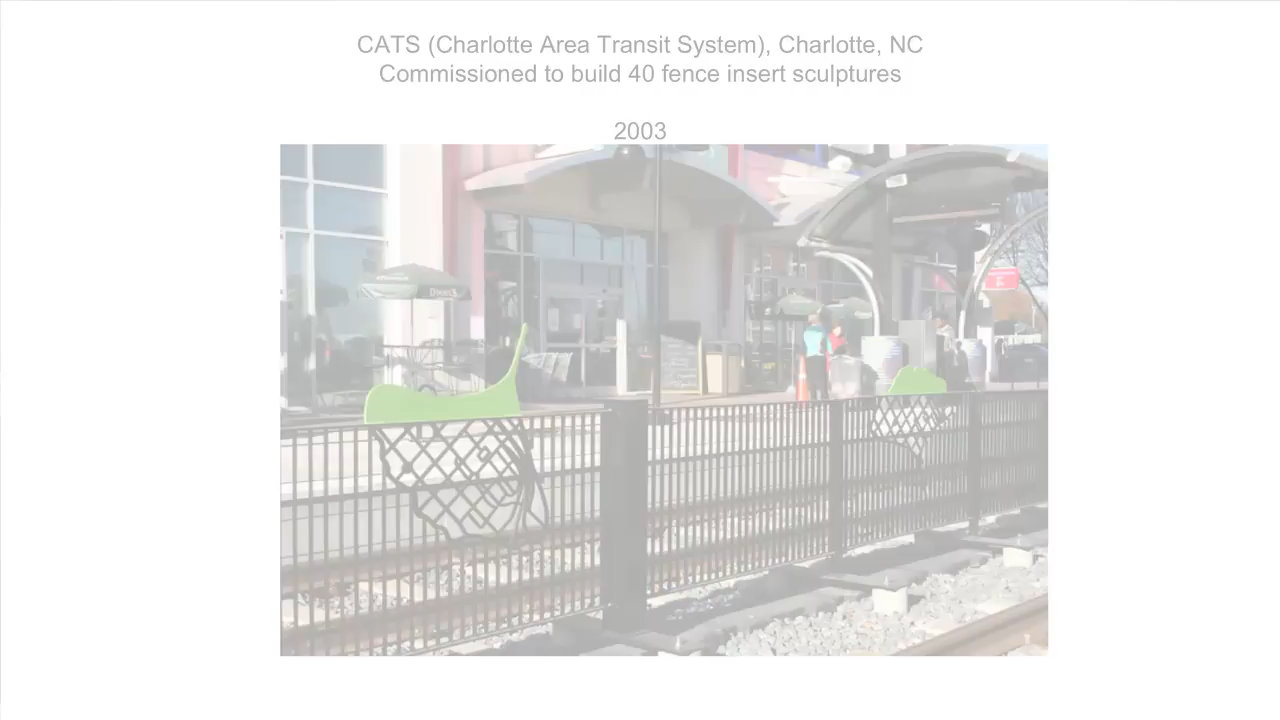 CATS (Charlotte Area Transit System), Charlotte, NC
Commissioned to build 40 fence insert sculptures
2003